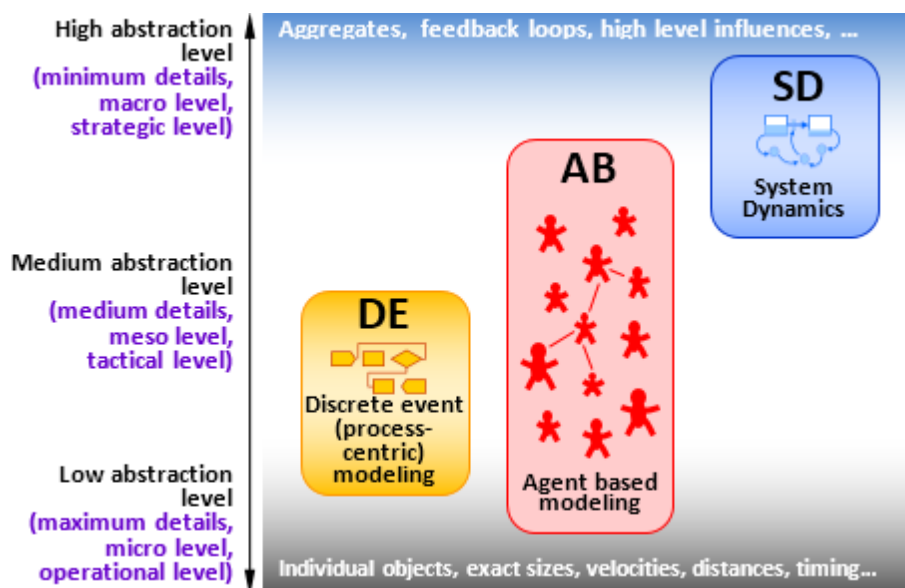 High abstraction
level
(minimum details,
macro level,
strategic level)
Medium abstraction
level
(medium details,
meso level,
tactical level)
Low abstraction
level
(maximum details,
micro level,
operational level)
Aggregates, feedback loops, high level influences, ...
DE
Discrete event
(process-
centric)
modeling
AB
Agent based
modeling
SD
System
Dynamics
Individual objects, exact sizes, velocities, distances, timing...